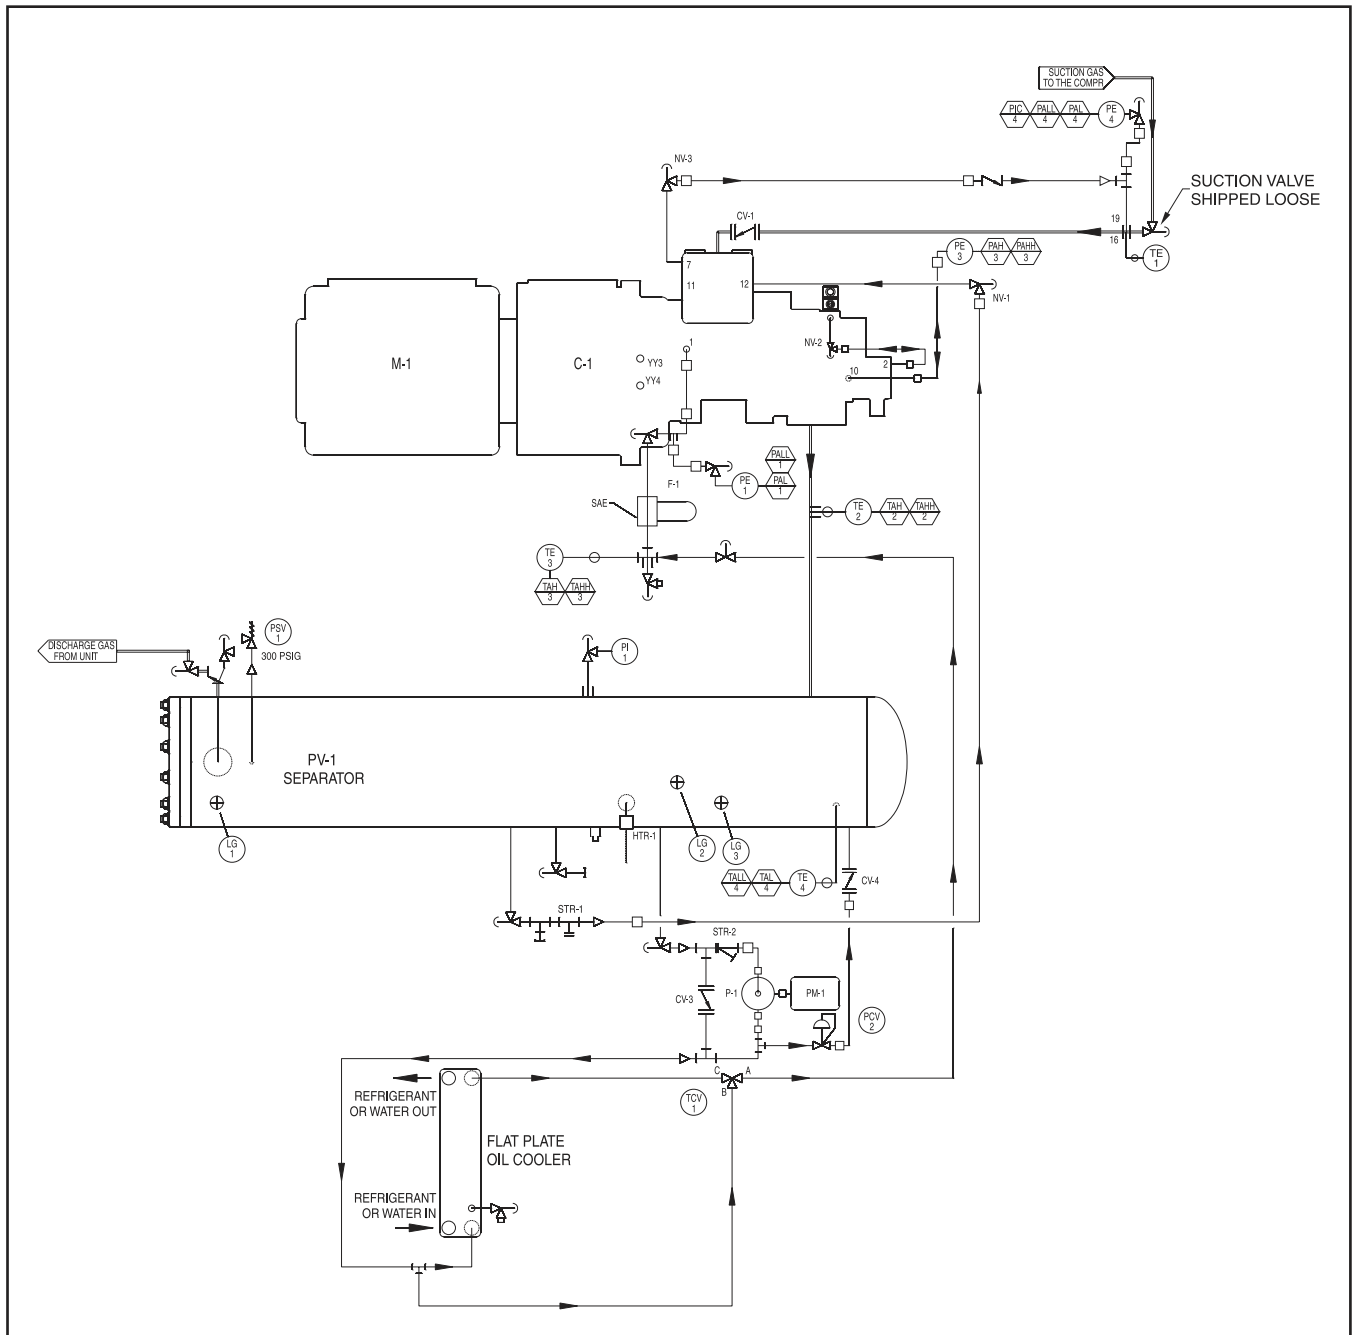 SUCTION GAS
TO THE COMPR
PIC
4
PALL
4
PAL
4
PE
4
NV-3
SUCTION VALVE
SHIPPED LOOSE
CV-1
19
16
PE
3
PAH
3
PAHH
3
TE
1
7
11
12
NV-1
M-1
C-1
YY3
YY4
1
NV-2
2
10
PALL
1
PE
1
PAL
1
F-1
SAE
TE
2
TAH
2
TAHH
2
TE
3
TAH
3
TAHH
3
DISCHARGE GAS
FROM UNIT
PSV
1
300 PSIG
PI
1
PV-1
SEPARATOR
LG
1
HTR-1
LG
2
LG
3
TALL
4
TAL
4
TE
4
CV-4
STR-1
STR-2
CV-3
P-1
PM-1
PCV
2
C
A
B
TCV
1
REFRIGERANT
OR WATER OUT
FLAT PLATE
OIL COOLER
REFRIGERANT
OR WATER IN